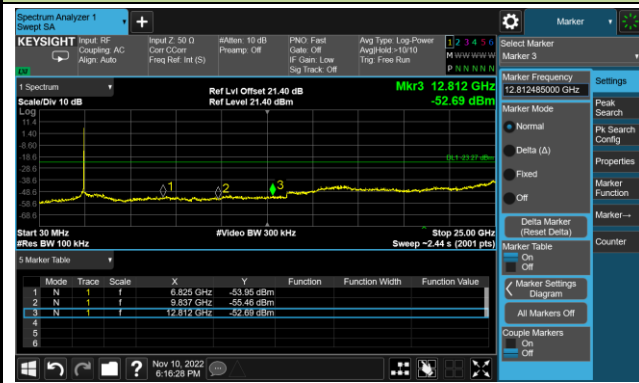 Spectrum Analyzer 1
Swept SA
KEYSIGHT
Input: RF
Coupling: AC
Align: Auto
Input Z: 50 Ω
Corr CCorr
Freq Ref: Int (S)
#Atten: 10 dB
Preamp: Off
PNO: Fast
Gate: Off
IF Gain: Low
Sig Track: Off
Avg Type: Log-Power
Avg|Hold:>10/10
Trig: Free Run
1 2 3 4 5 6
M W W W W W
P N N N N N
LXI
1 Spectrum
Scale/Div 10 dB
Ref Lvl Offset 21.40 dB
Ref Level 21.40 dBm
Mkr3 12.812 GHz
-52.69 dBm
Log
11.4
1.40
-8.60
-18.6
-28.6
-38.6
-48.6
-58.6
-68.6
DL1 -23.27 dBm
1
2
3
Start 30 MHz
#Res BW 100 kHz
#Video BW 300 kHz
Stop 25.00 GHz
Sweep ~2.44 s (2001 pts)
5 Marker Table
Mode Trace Scale X Y Function Function Width Function Value
1 N 1 f 6.825 GHz -53.95 dBm
2 N 1 f 9.837 GHz -55.46 dBm
3 N 1 f 12.812 GHz -52.69 dBm
4
5
6
Nov 10, 2022
6:16:28 PM
Marker
Select Marker
Marker 3
Marker Frequency
12.812485000 GHz
Marker Mode
Normal
Delta (Δ)
Fixed
Off
Delta Marker
(Reset Delta)
Marker Table
On
Off
Marker Settings
Diagram
All Markers Off
Couple Markers
On
Off
Settings
Peak
Search
Pk Search
Config
Properties
Marker
Function
Marker→
Counter